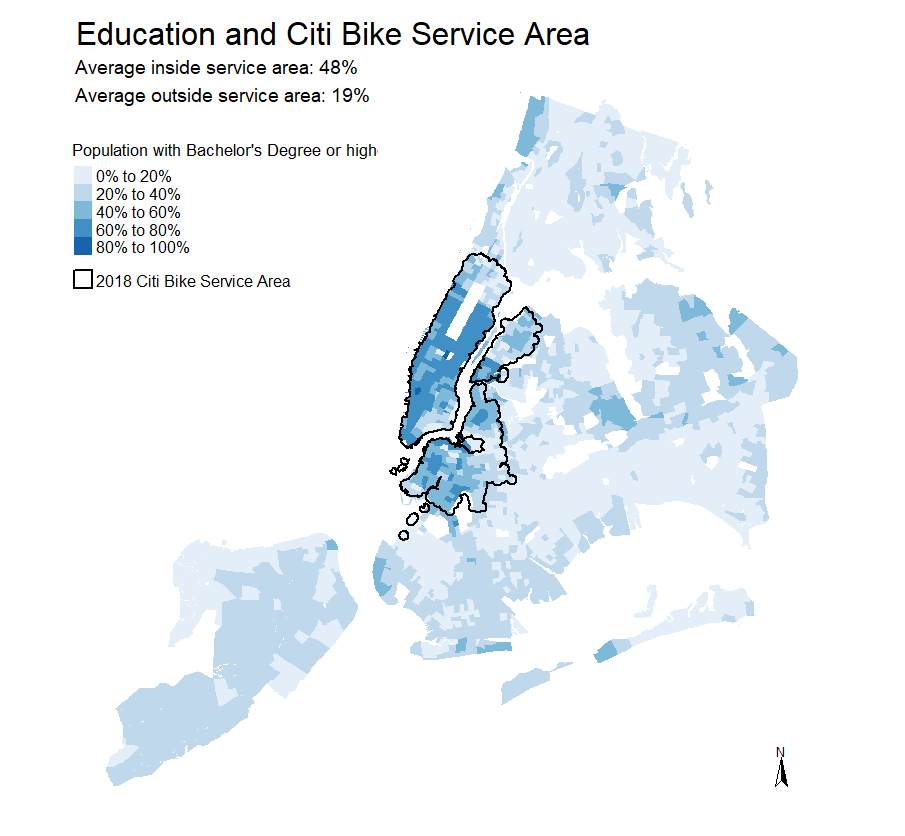 Education and Citi Bike Service Area
Average inside service area: 48%
Average outside service area: 19%
Population with Bachelor's Degree or highe
0% to 20%
20% to 40%
40% to 60%
60% to 80%
80% to 100%
2018 Citi Bike Service Area
N